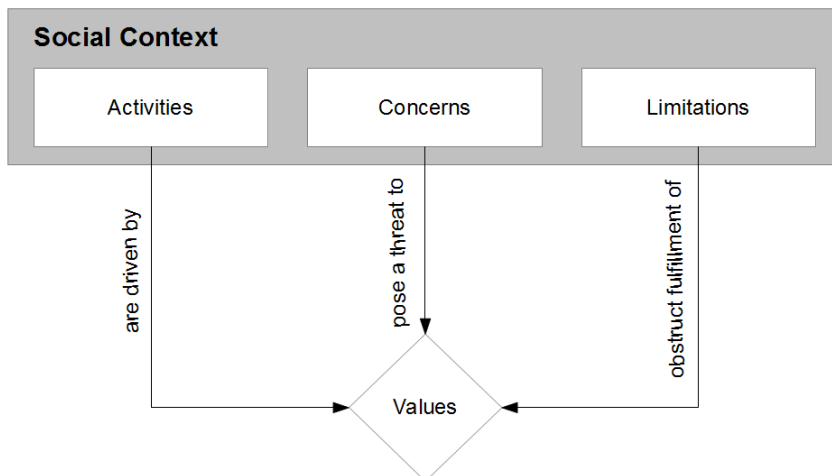 Social Context
Activities
Concerns
Limitations
are driven by
pose a threat to
obstruct fulfillment of
Values